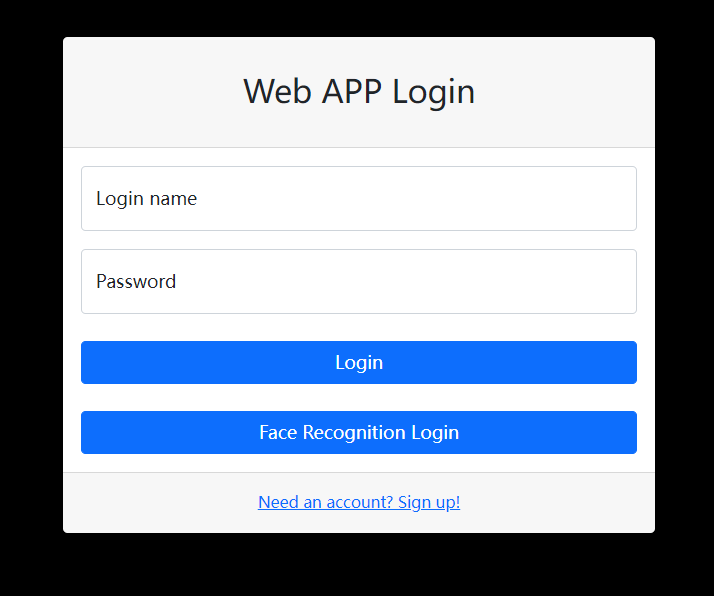 Web APP Login
Login name
Password
Login
Face Recognition Login
Need an account? Sign up!